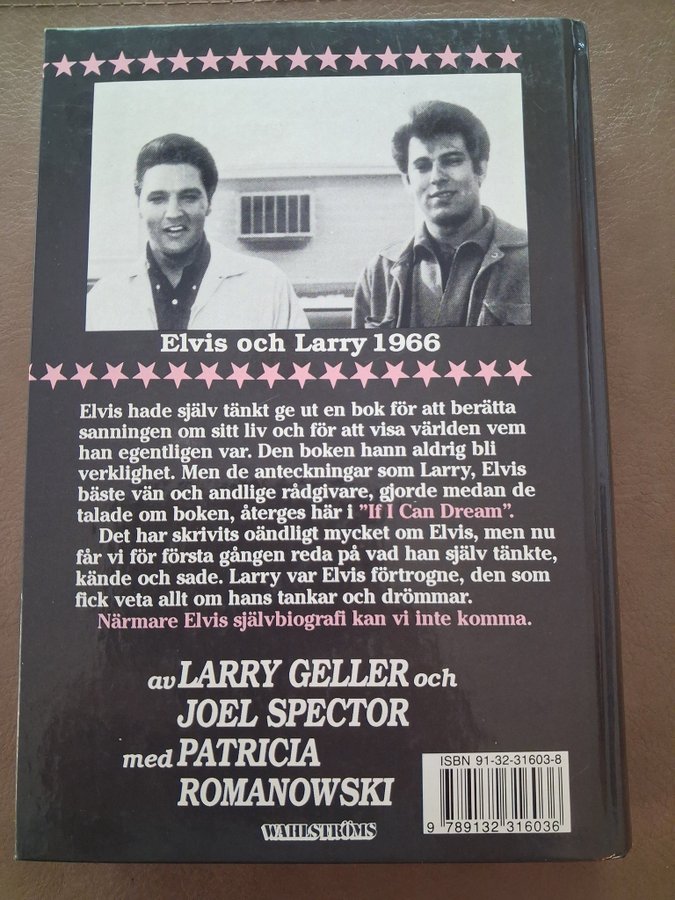 Elvis och Larry 1966
Elvis hade själv tänkt ge ut en bok för att berätta
sanningen om sitt liv och för att visa världen vem
han egentligen var. Den boken hann aldrig bli
verklighet. Men de anteckningar som Larry, Elvis
bäste vän och andlige rådgivare, gjorde medan de
talade om boken, återges här i ”If I Can Dream”.
Det har skrivits oändligt mycket om Elvis, men nu
får vi för första gången reda på vad han själv tänkte,
kände och sade. Larry var Elvis förtrogne, den som
fick veta allt om hans tankar och drömmar.
Närmare Elvis självbiografi kan vi inte komma.
av LARRY GELLER och
JOEL SPECTOR
med PATRICIA
ROMANOWSKI
WAHLSTRÖMS
ISBN 91-32-31603-8
9 789132 316036